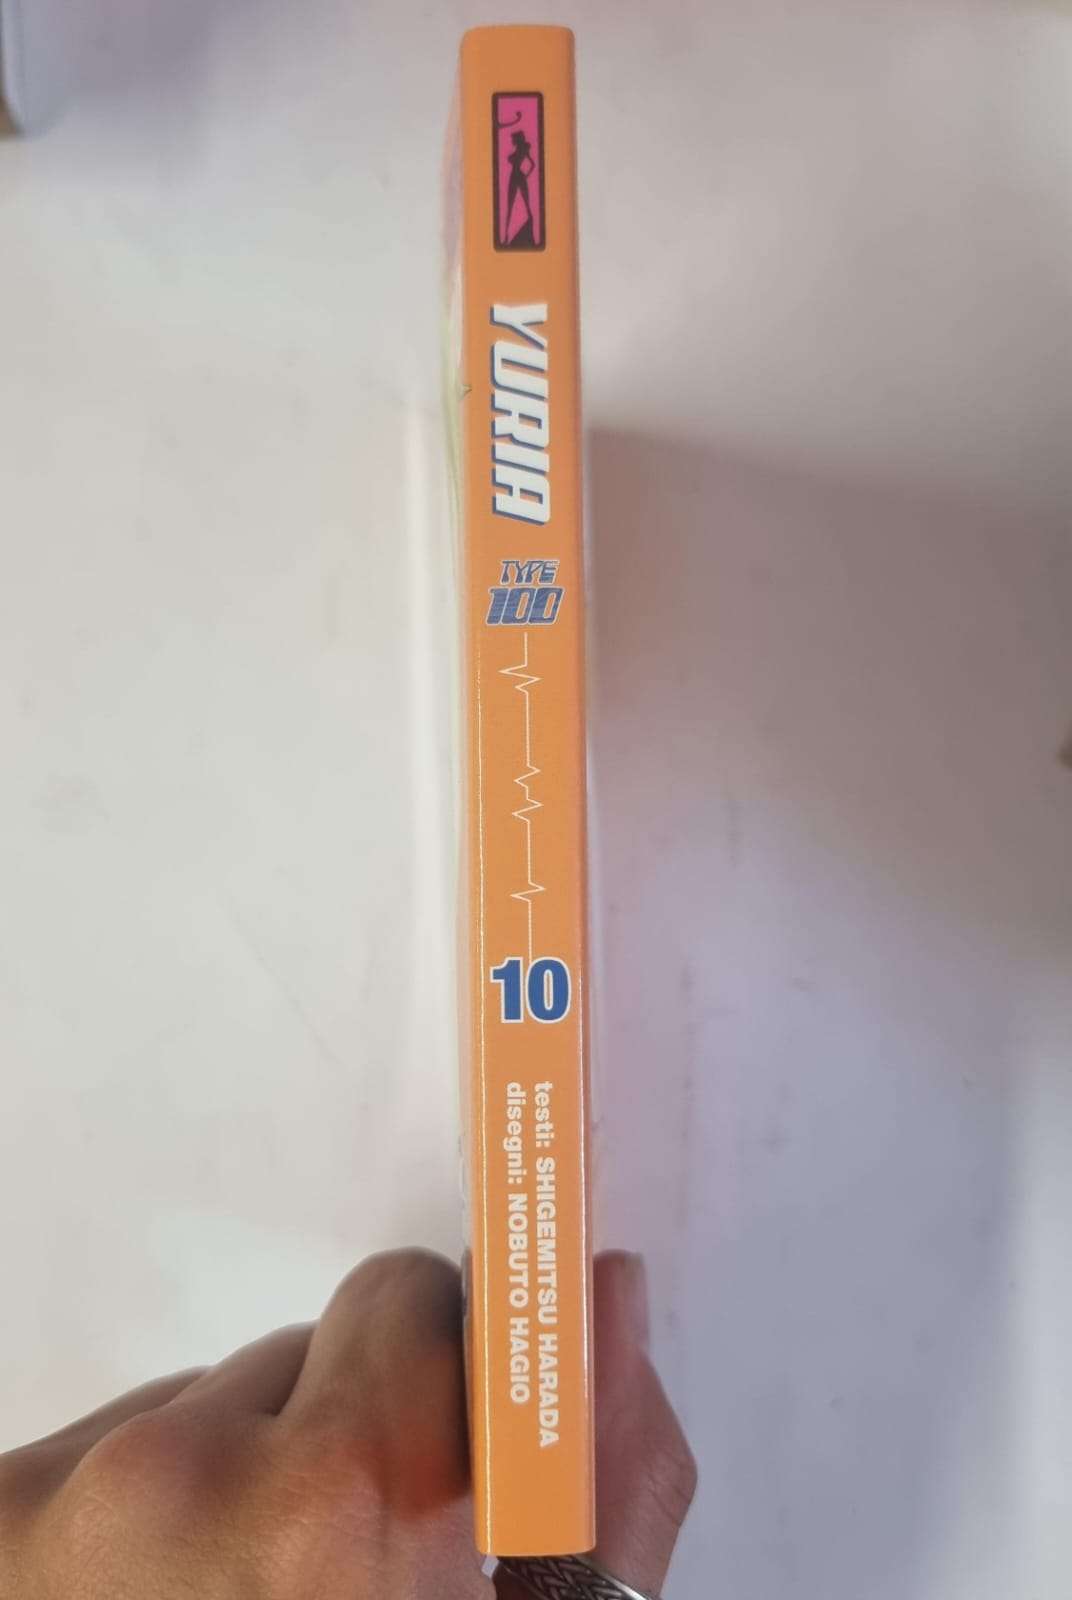 YURIA
TYPE
100
10
testi: SHIGEMITSU HARADA
disegni: NOBUTO HAGIO